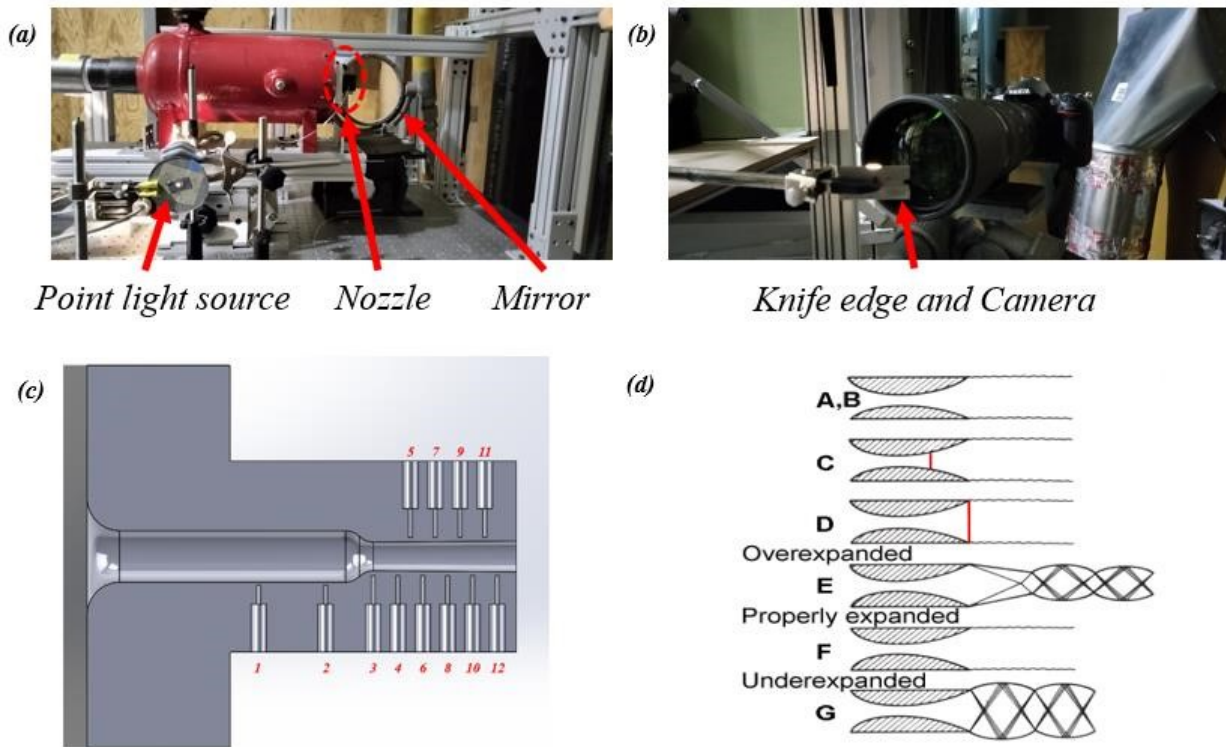 (a)
(b)
Point light source
Nozzle
Mirror
Knife edge and Camera
(c)
5 7 9 11
1 2 3 4 6 8 10 12
(d)
A,B
C
D
Overexpanded
E
Properly expanded
F
Underexpanded
G